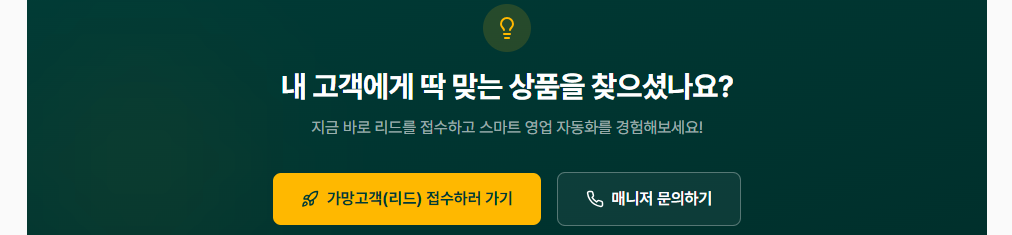 내 고객에게 딱 맞는 상품을 찾으셨나요?
지금 바로 리드를 접수하고 스마트 영업 자동화를 경험해보세요!
가망고객(리드) 접수하러 가기
매니저 문의하기